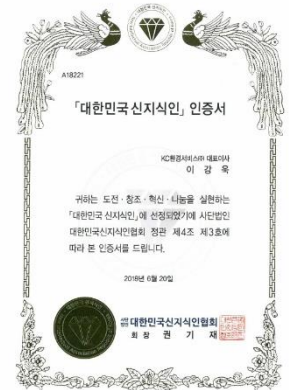 A18221
「대한민국 신지식인」 인증서
KC환경서비스㈜ 대표이사
이 강 욱
귀하는 도전·창조·혁신·나눔을 실현하는
「대한민국 신지식인」에 선정되었기에 사단법인
대한민국신지식인협회 정관 제4조 제3호에
따라 본 인증서를 드립니다.
2018년 6월 20일
대한민국신지식인협회
회 장 권 기 재